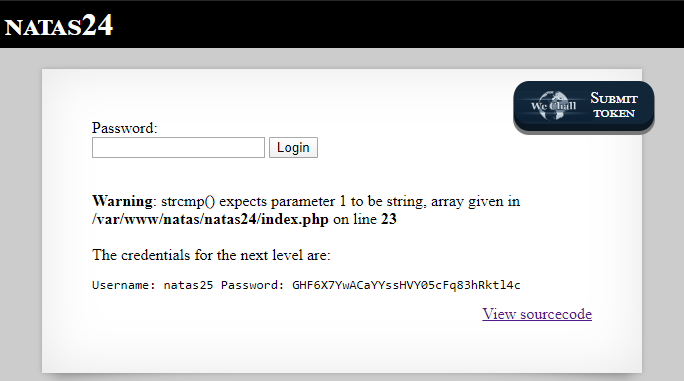 natas24
We Chall
Submit
token
Password:
Login
Warning: strcmp() expects parameter 1 to be string, array given in
/var/www/natas/natas24/index.php on line 23
The credentials for the next level are:
Username: natas25 Password: GHF6X7YwACaYYssHVY05cFq83hRktl4c
View sourcecode